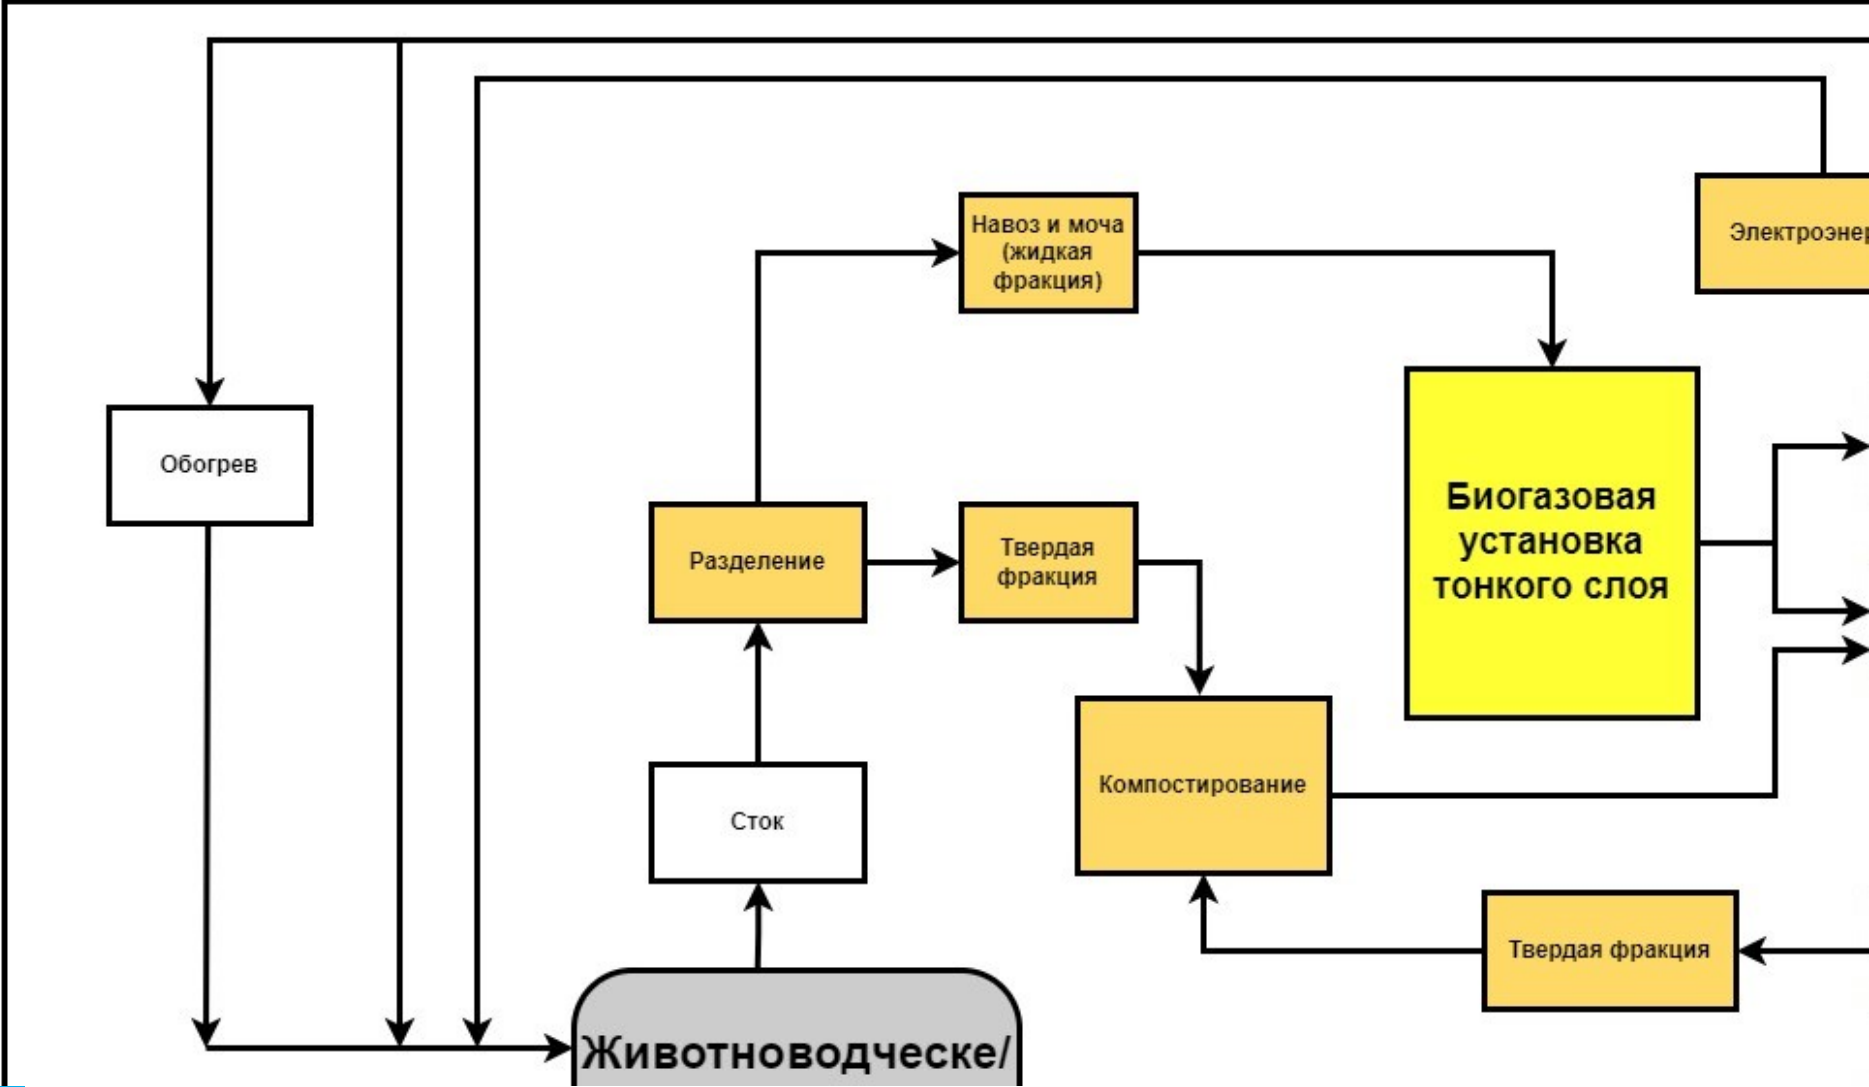 Навоз и моча
(жидкая
фракция)
Электроэнер
Обогрев
Биогазовая
установка
тонкого слоя
Разделение
Твердая
фракция
Компостирование
Сток
Твердая фракция
Животноводческе/